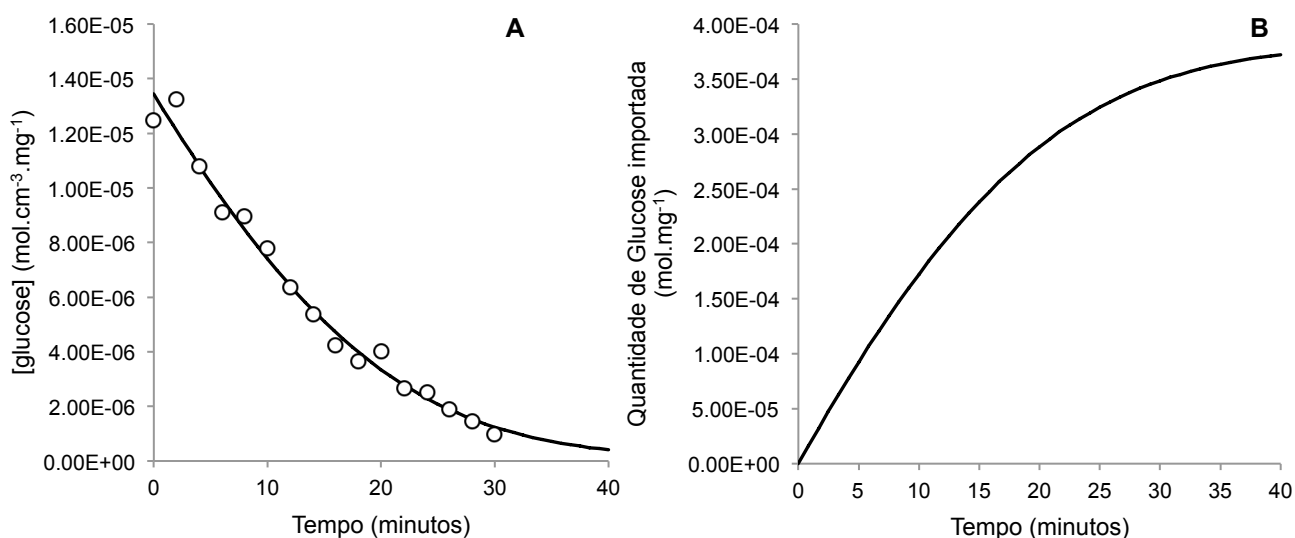 A
[glucose] (mol.cm-3.mg-1)
1.60E-05
1.40E-05
1.20E-05
1.00E-05
8.00E-06
6.00E-06
4.00E-06
2.00E-06
0.00E+00
0 10 20 30 40
Tempo (minutos)
B
Quantidade de Glucose importada
(mol.mg-1)
4.00E-04
3.50E-04
3.00E-04
2.50E-04
2.00E-04
1.50E-04
1.00E-04
5.00E-05
0.00E+00
0 5 10 15 20 25 30 35 40
Tempo (minutos)